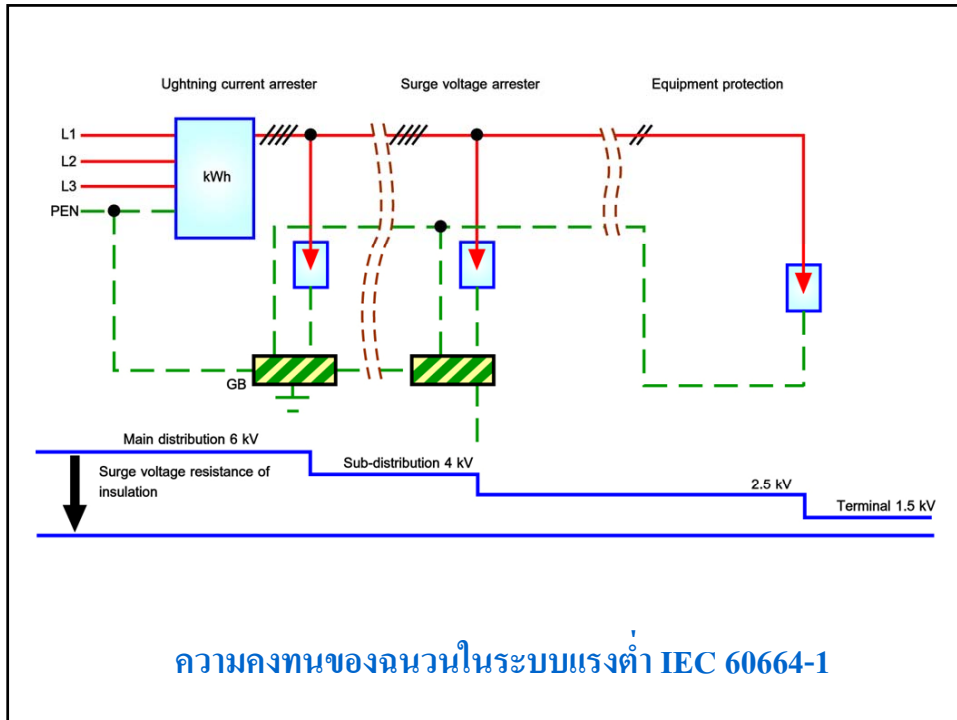 Ughtning current arrester
Surge voltage arester
Equipment protection
L1
L2
L3
PEN
kWh
GB
Main distribution 6 kV
Surge voltage resistance of
insulation
Sub-distribution 4 kV
2.5 kV
Terminal 1.5 kV
ความคงทนของฉนวนในระบบแรงต่ำ IEC 60664-1